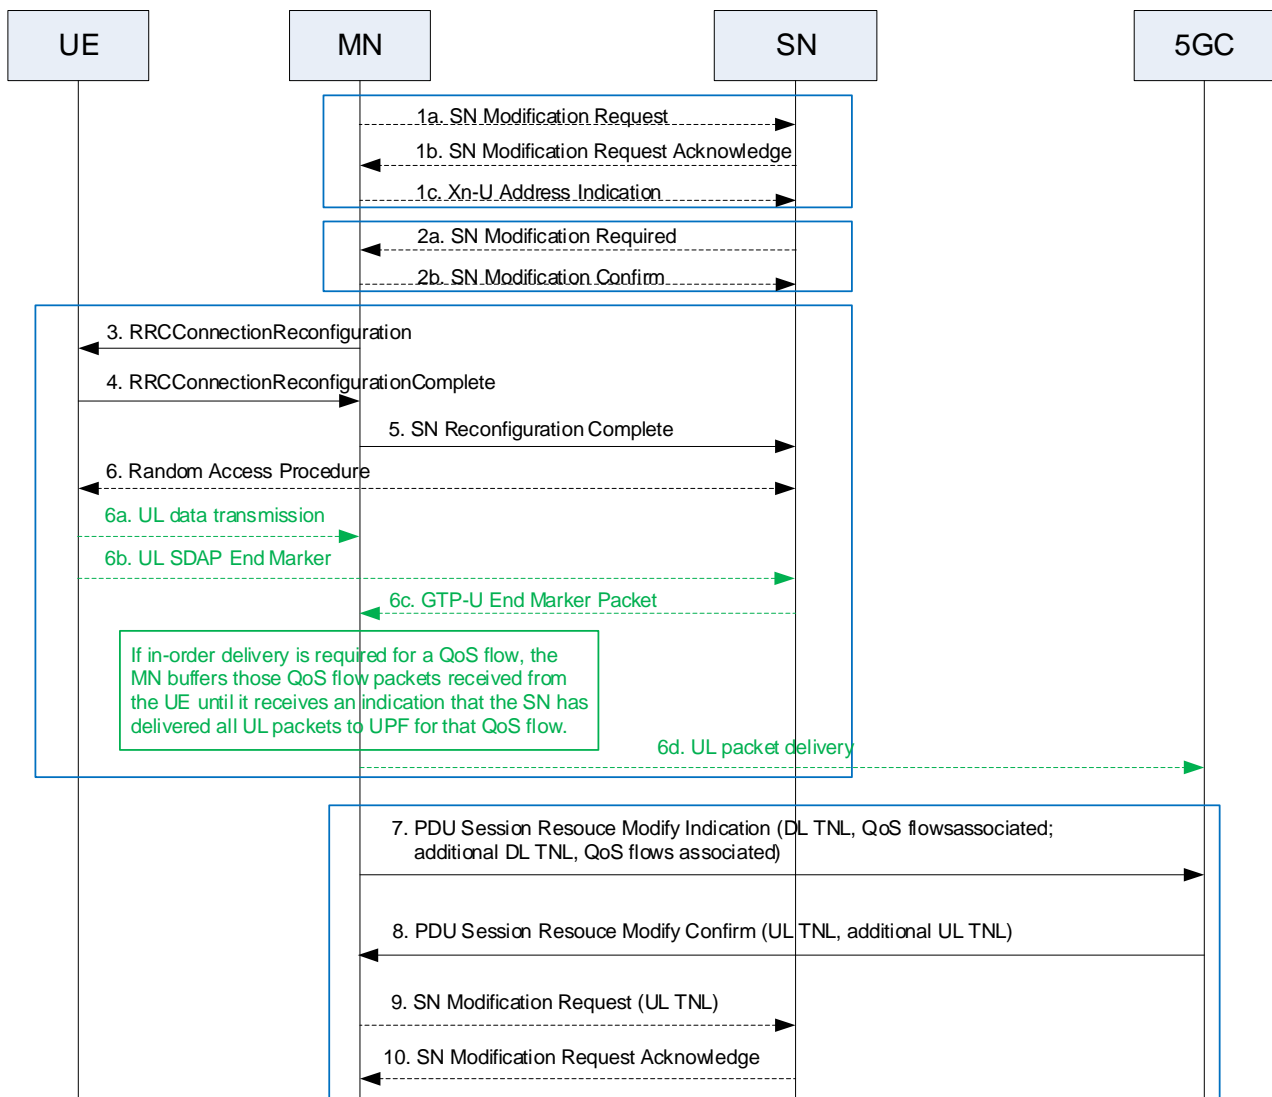 UE
MN
SN
5GC
1a. SN Modification Request
1b. SN Modification Request Acknowledge
1c. Xn-U Address Indication
2a. SN Modification Required
2b. SN Modification Confirm
3. RRCConnectionReconfiguration
4. RRCConnectionReconfigurationComplete
5. SN Reconfiguration Complete
6. Random Access Procedure
6a. UL data transmission
6b. UL SDAP End Marker
6c. GTP-U End Marker Packet
If in-order delivery is required for a QoS flow, the
MN buffers those QoS flow packets received from
the UE until it receives an indication that the SN has
delivered all UL packets to UPF for that QoS flow.
6d. UL packet delivery
7. PDU Session Resouce Modify Indication (DL TNL, QoS flowsassociated;
additional DL TNL, QoS flows associated)
8. PDU Session Resouce Modify Confirm (UL TNL, additional UL TNL)
9. SN Modification Request (UL TNL)
10. SN Modification Request Acknowledge